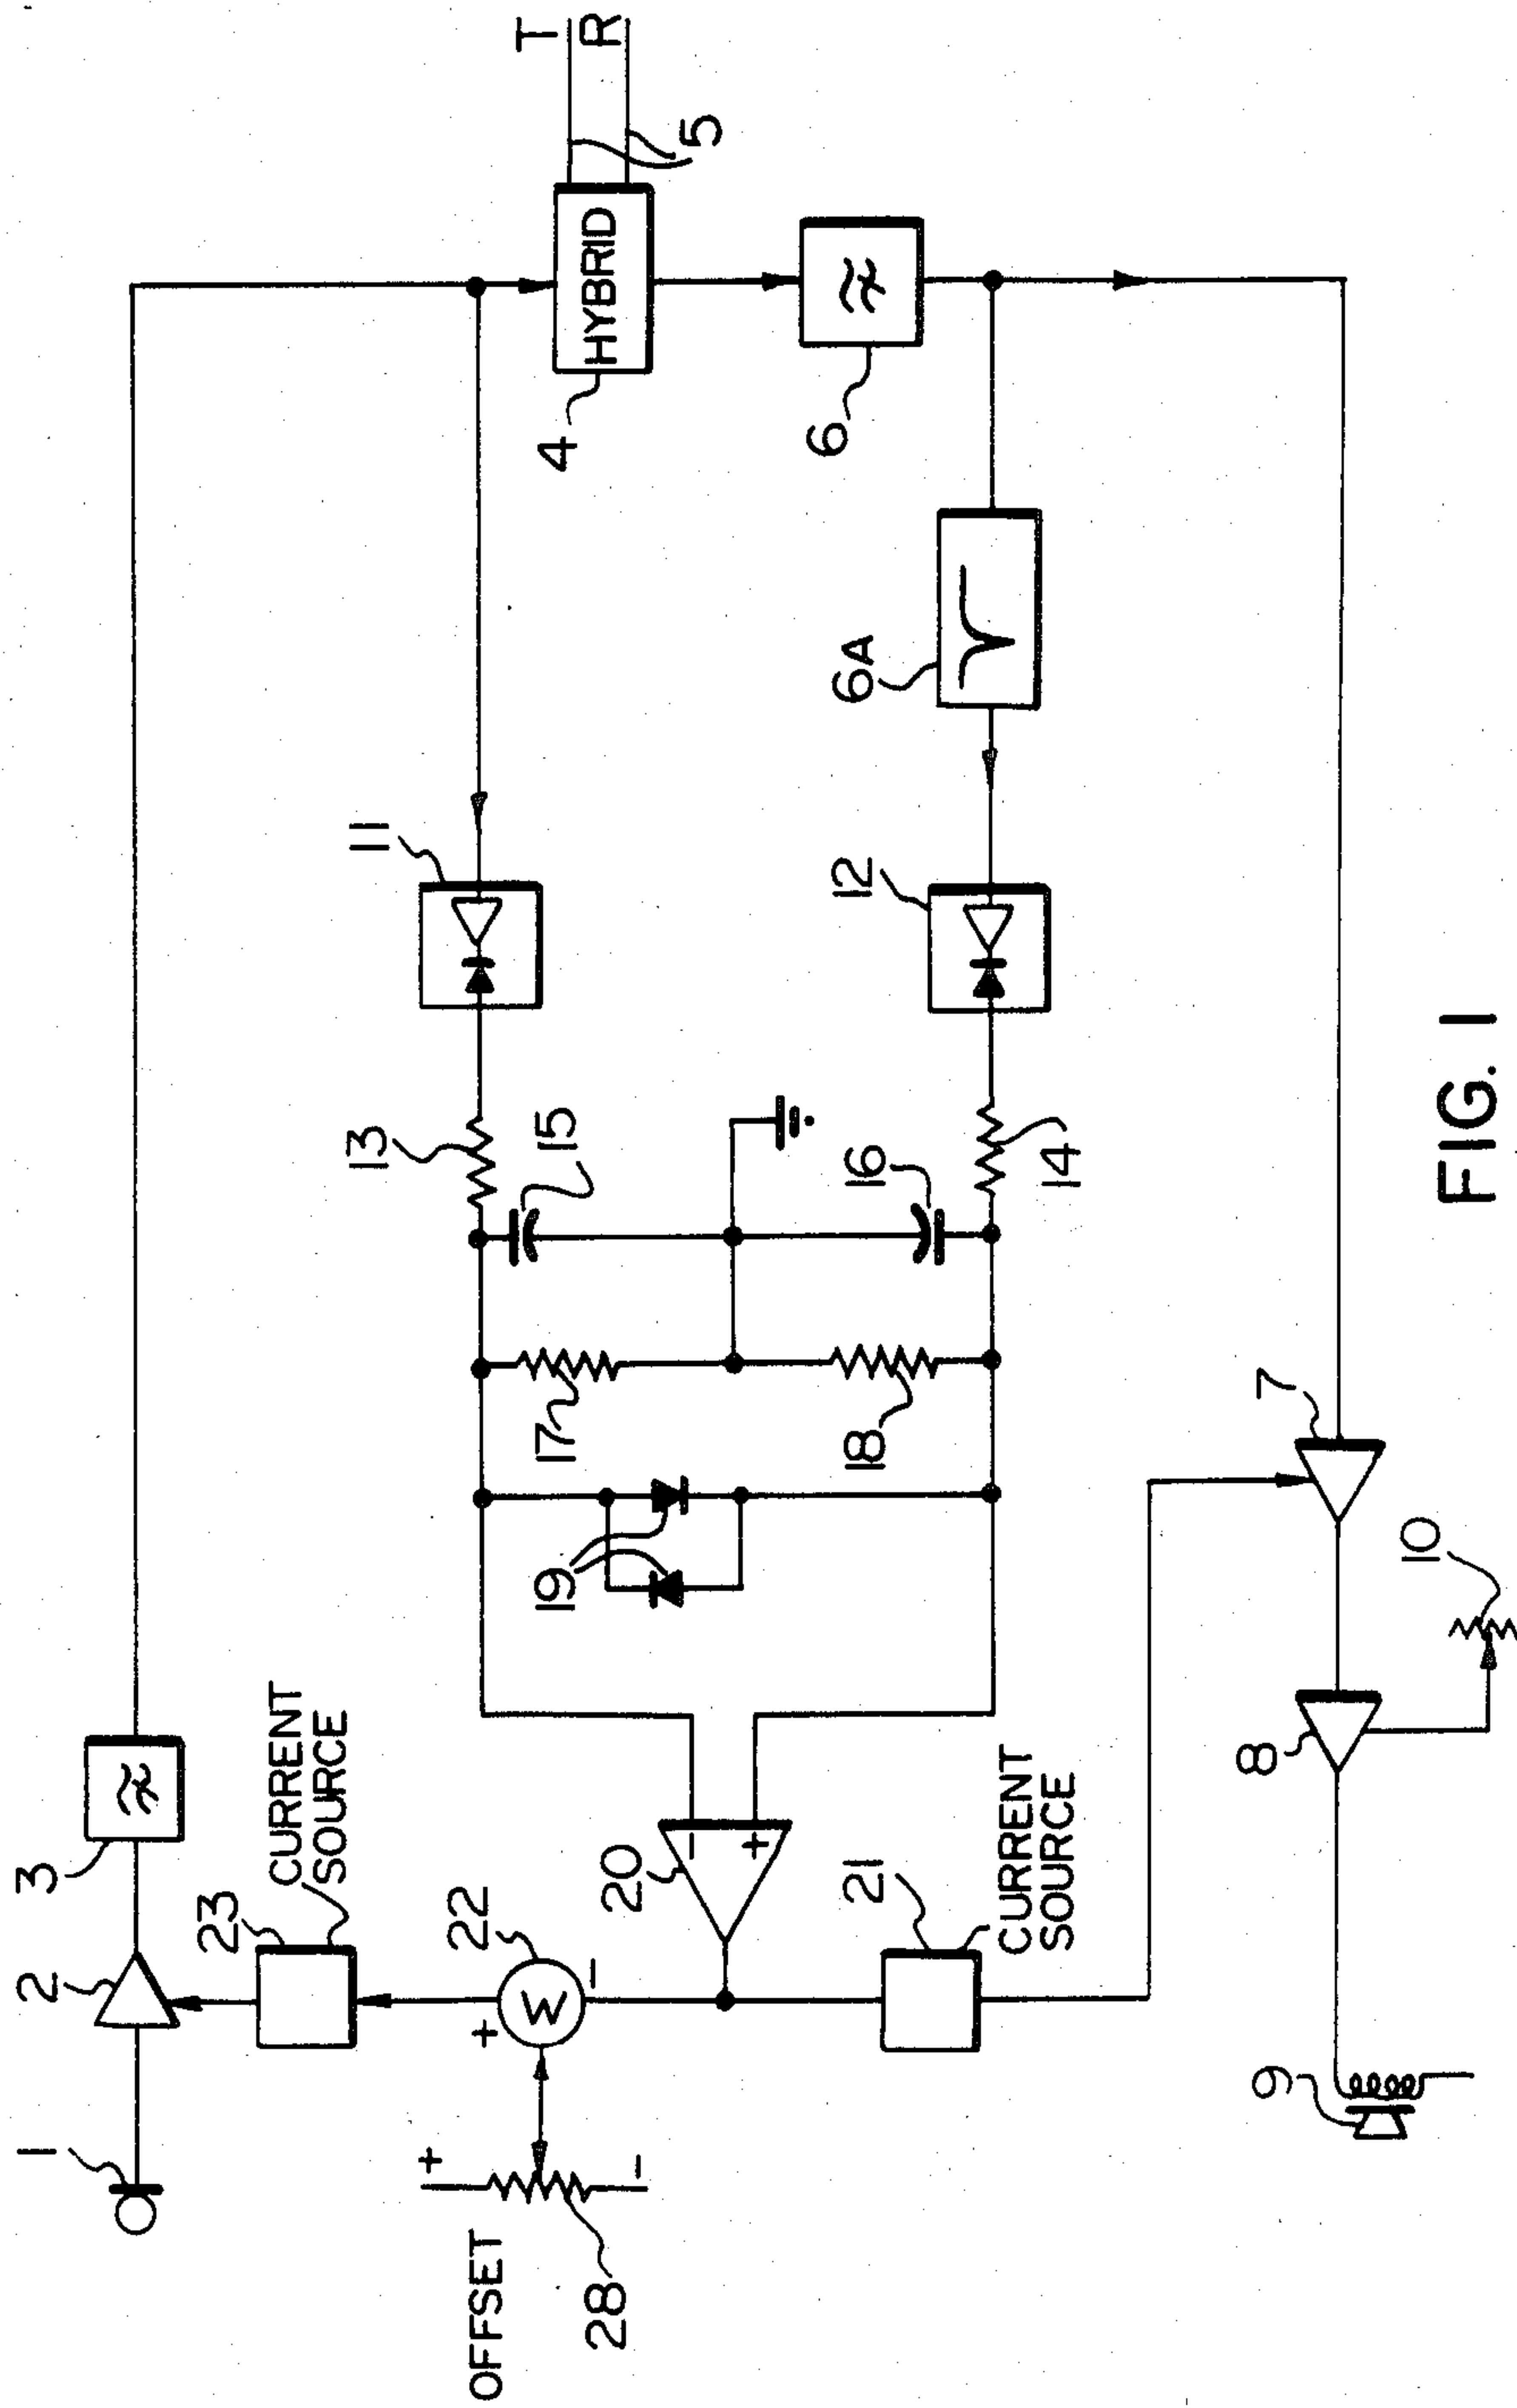 1
2
3
23
CURRENT
SOURCE
OFFSET
+
-
28
+
22
W
-
20
-
+
21
CURRENT
SOURCE
19
17
18
13
15
16
14
11
12
6A
4
HYBRID
T
R
5
6
7
8
9
10
FIG. 1